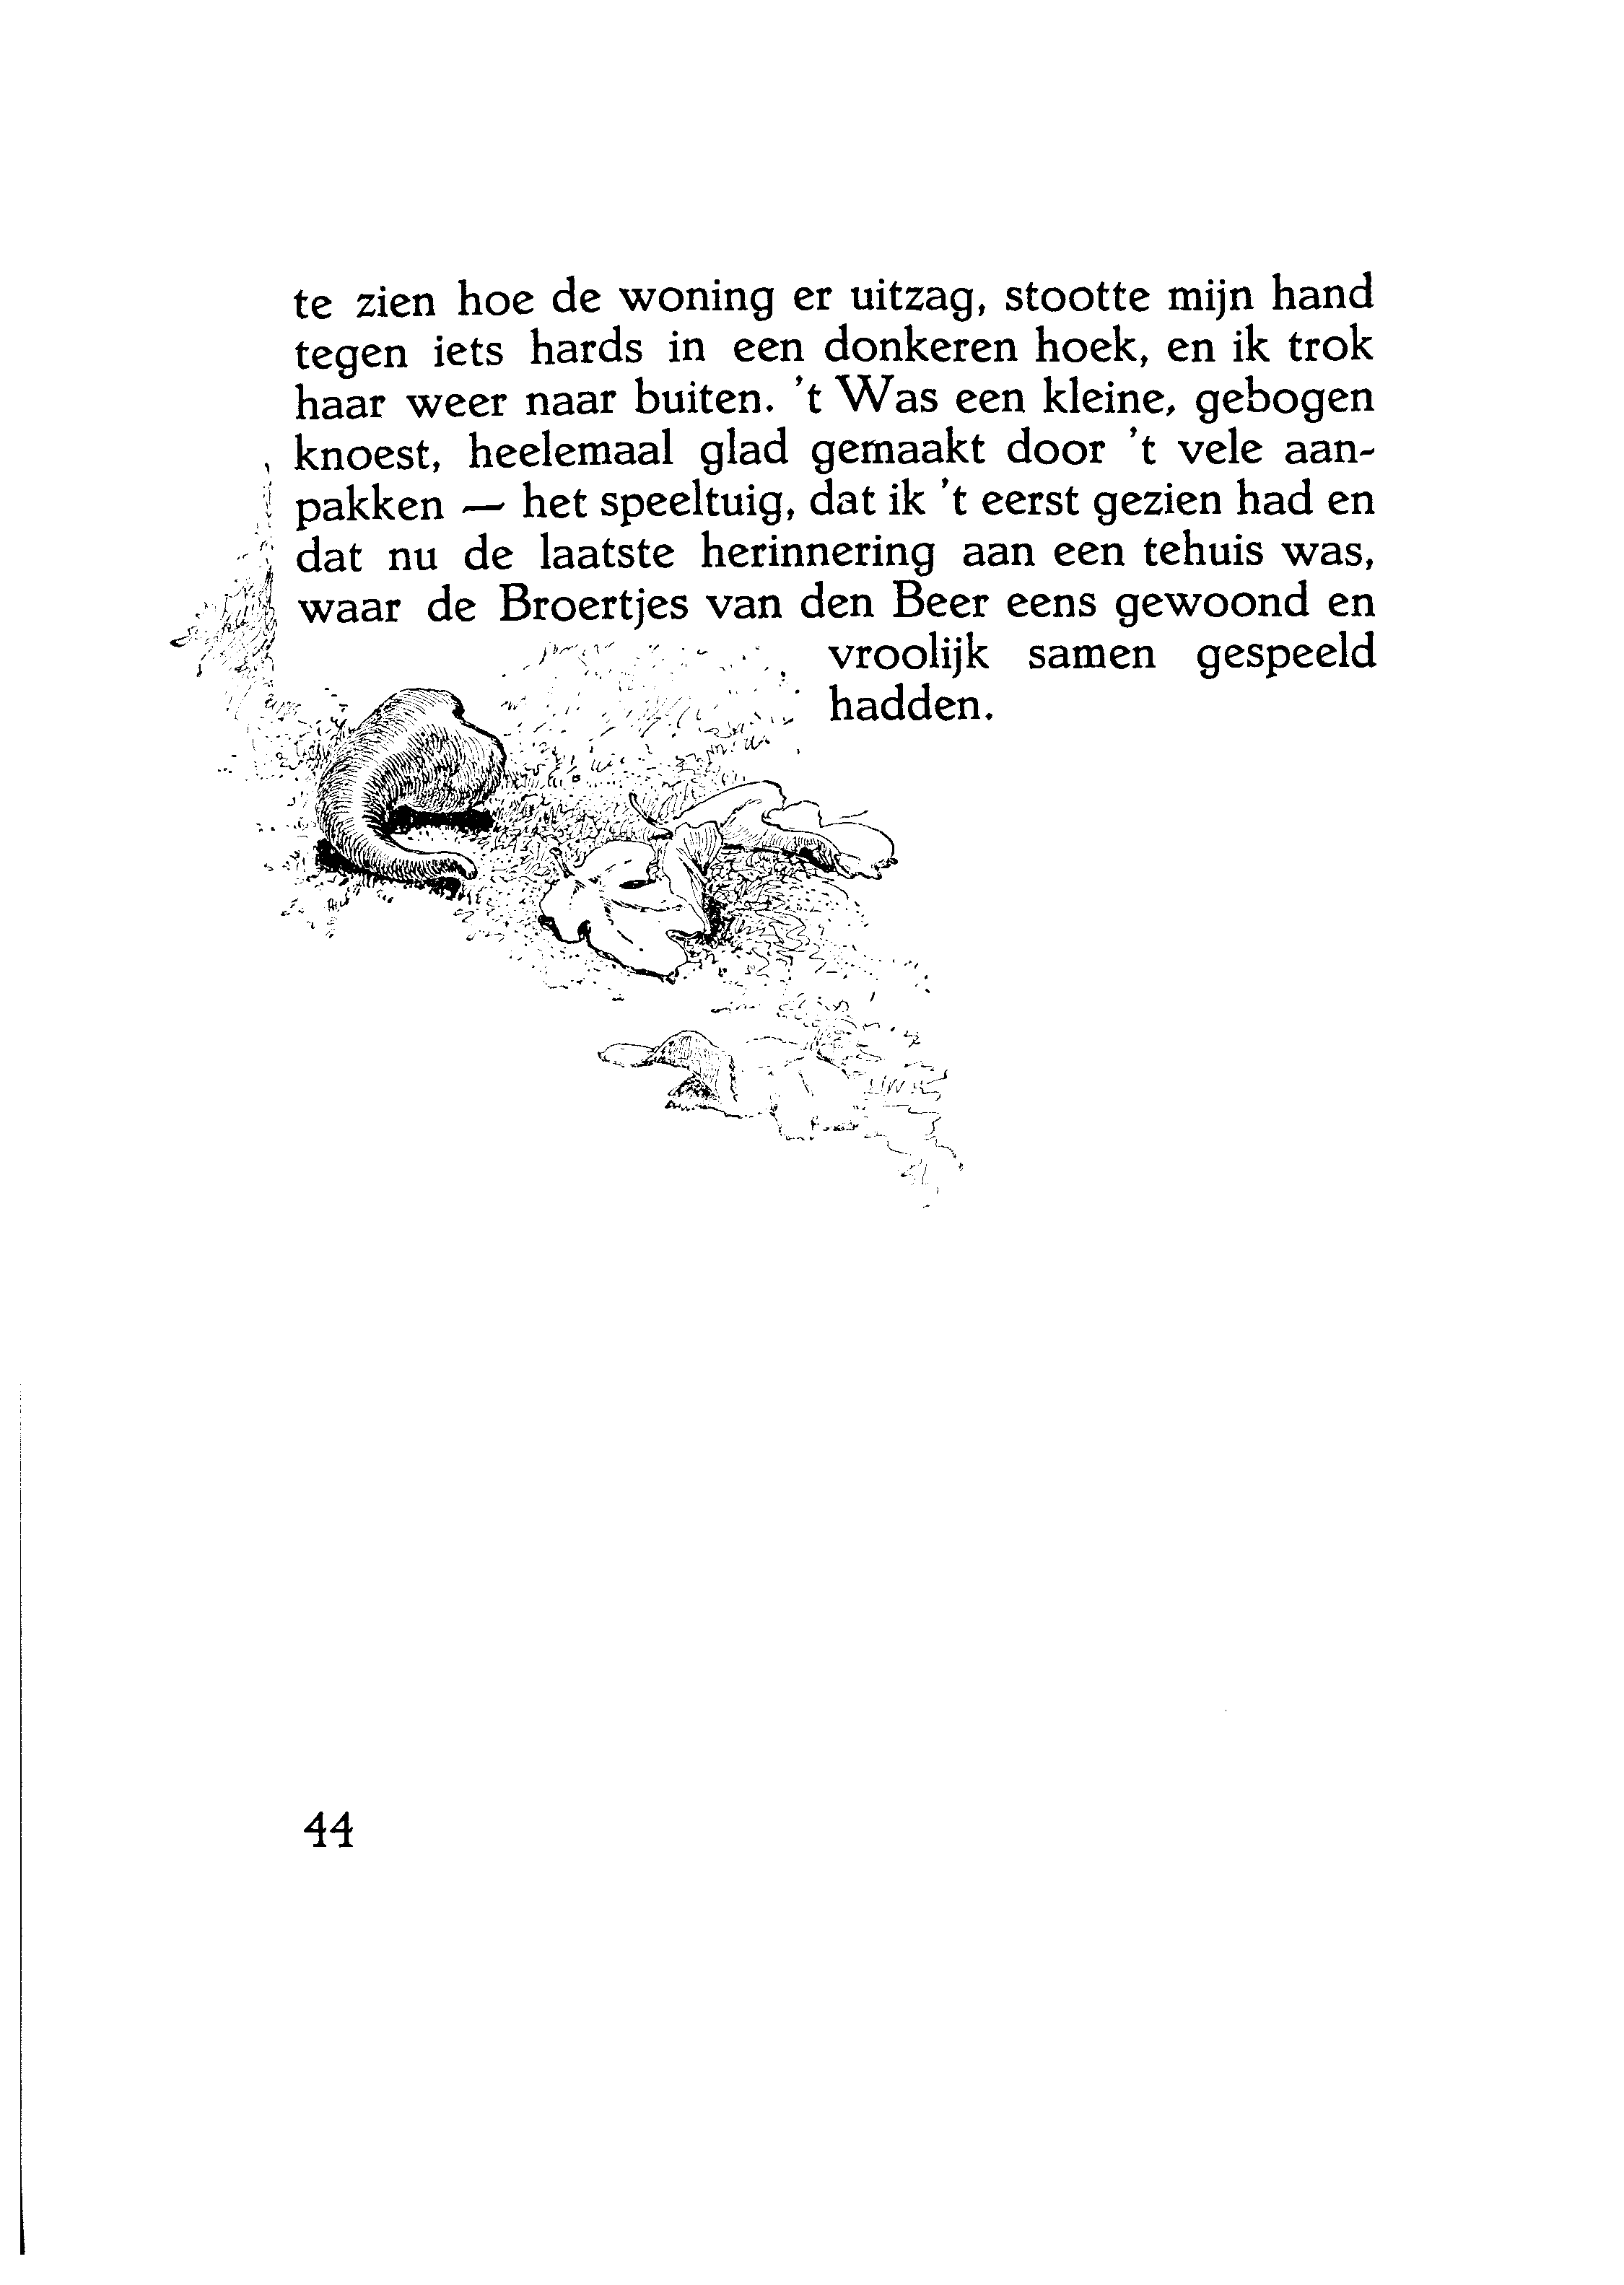 te zien hoe de woning er uitzag, stootte mijn hand
tegen iets hards in een donkeren hoek, en ik trok
haar weer naar buiten. 't Was een kleine, gebogen
knoest, heelemaal glad gemaakt door 't vele aan-
pakken — het speeltuig, dat ik 't eerst gezien had en
dat nu de laatste herinnering aan een tehuis was,
waar de Broertjes van den Beer eens gewoond en
vroolijk samen gespeeld
hadden.
44